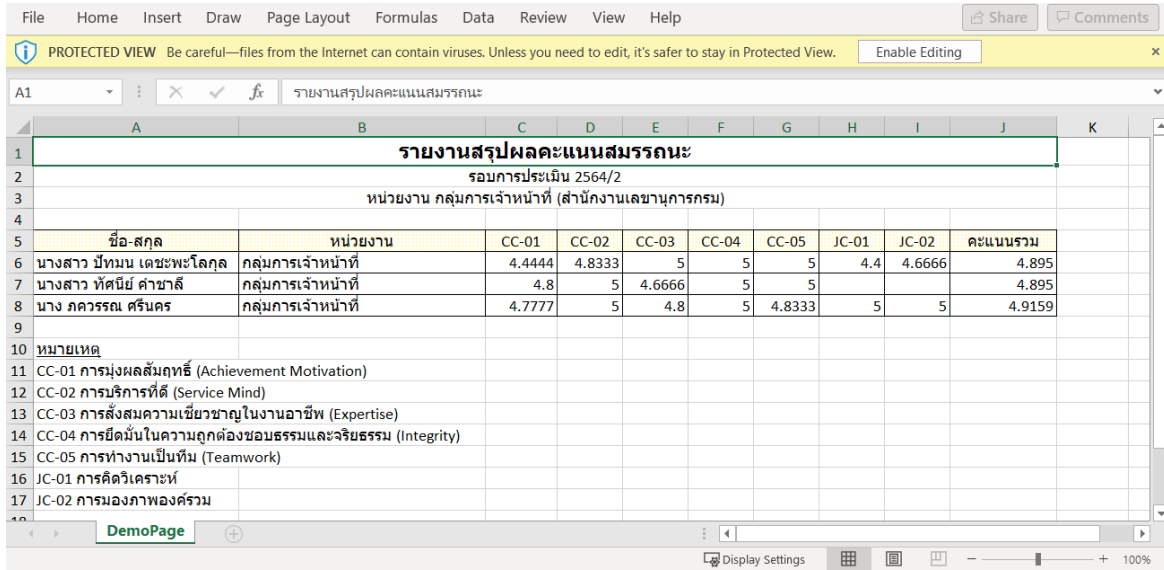 File Home Insert Draw Page Layout Formulas Data Review View Help Share Comments
PROTECTED VIEW Be careful—files from the Internet can contain viruses. Unless you need to edit, it's safer to stay in Protected View. Enable Editing ×
A1 fx รายงานสรุปผลคะแนนสมรรถนะ
A B C D E F G H I J K
1 รายงานสรุปผลคะแนนสมรรถนะ
2 รอบการประเมิน 2564/2
3 หน่วยงาน กลุ่มการเจ้าหน้าที่ (สำนักงานเลขานุการกรม)
4
5 ชื่อ-สกุล หน่วยงาน CC-01 CC-02 CC-03 CC-04 CC-05 JC-01 JC-02 คะแนนรวม
6 นางสาว ปัทมน เตชะพะโลกุล กลุ่มการเจ้าหน้าที่ 4.4444 4.8333 5 5 5 4.4 4.6666 4.895
7 นางสาว ทัศนีย์ คำชาลี กลุ่มการเจ้าหน้าที่ 4.8 5 4.6666 5 5 4.895
8 นาง ภควรรณ ศรีนคร กลุ่มการเจ้าหน้าที่ 4.7777 5 4.8 5 4.8333 5 5 4.9159
9
10 หมายเหตุ
11 CC-01 การมุ่งผลสัมฤทธิ์ (Achievement Motivation)
12 CC-02 การบริการที่ดี (Service Mind)
13 CC-03 การสั่งสมความเชี่ยวชาญในงานอาชีพ (Expertise)
14 CC-04 การยึดมั่นในความถูกต้องชอบธรรมและจริยธรรม (Integrity)
15 CC-05 การทำงานเป็นทีม (Teamwork)
16 JC-01 การคิดวิเคราะห์
17 JC-02 การมองภาพองค์รวม
DemoPage
Display Settings 100%